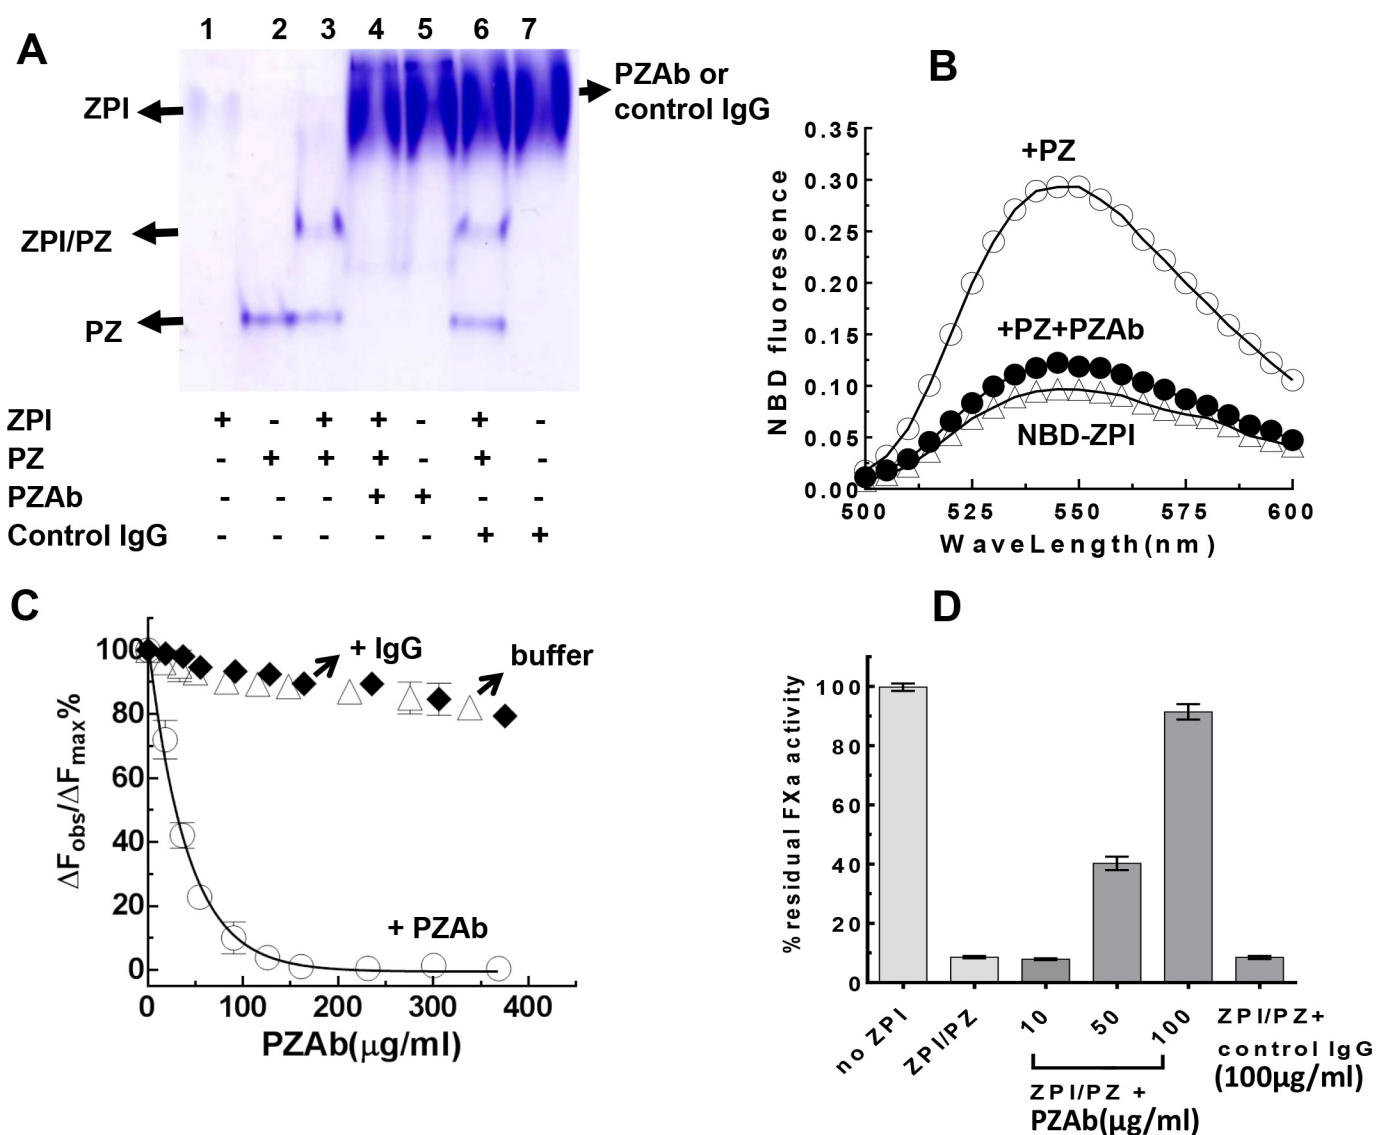 A
1 2 3 4 5 6 7
ZPI
ZPI/PZ
PZ
PZAb or
control IgG
ZPI + - + + - + -
PZ - + + + - + -
PZAb - - - + + - -
Control IgG - - - - - + +
B
NBD fluoresence
0.35
0.30
0.25
0.20
0.15
0.10
0.05
0.00
+PZ
+PZ+PZAb
NBD-ZPI
500 525 550 575 600
WaveLength(nm)
C
ΔFobs/ΔFmax%
100
80
60
40
20
0
+ IgG
buffer
+ PZAb
0 100 200 300 400
PZAb(μg/ml)
D
% residual FXa activity
100
80
60
40
20
0
no ZPI
ZPI/PZ
10
50
100
ZPI/PZ +
PZAb(μg/ml)
ZPI/PZ+
control IgG
(100μg/ml)